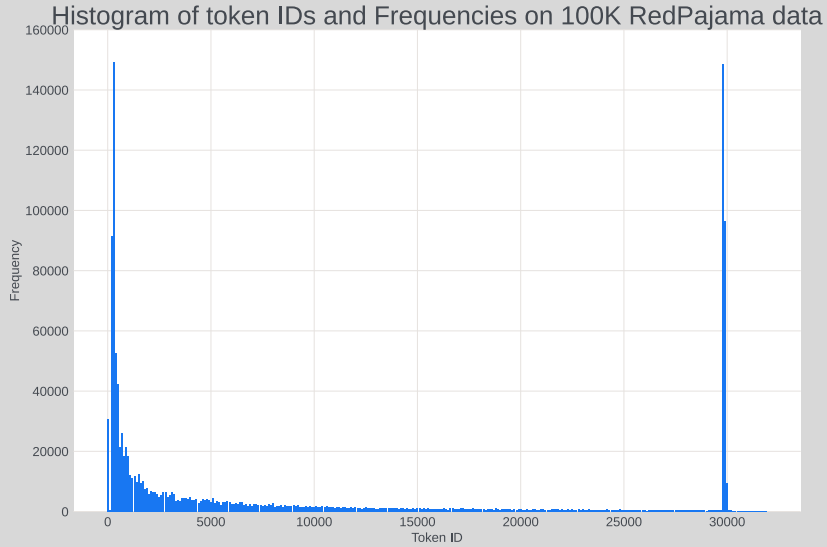 Histogram of token IDs and Frequencies on 100K RedPajama data
160000
140000
120000
100000
80000
60000
40000
20000
0
Frequency
0 5000 10000 15000 20000 25000 30000
Token ID